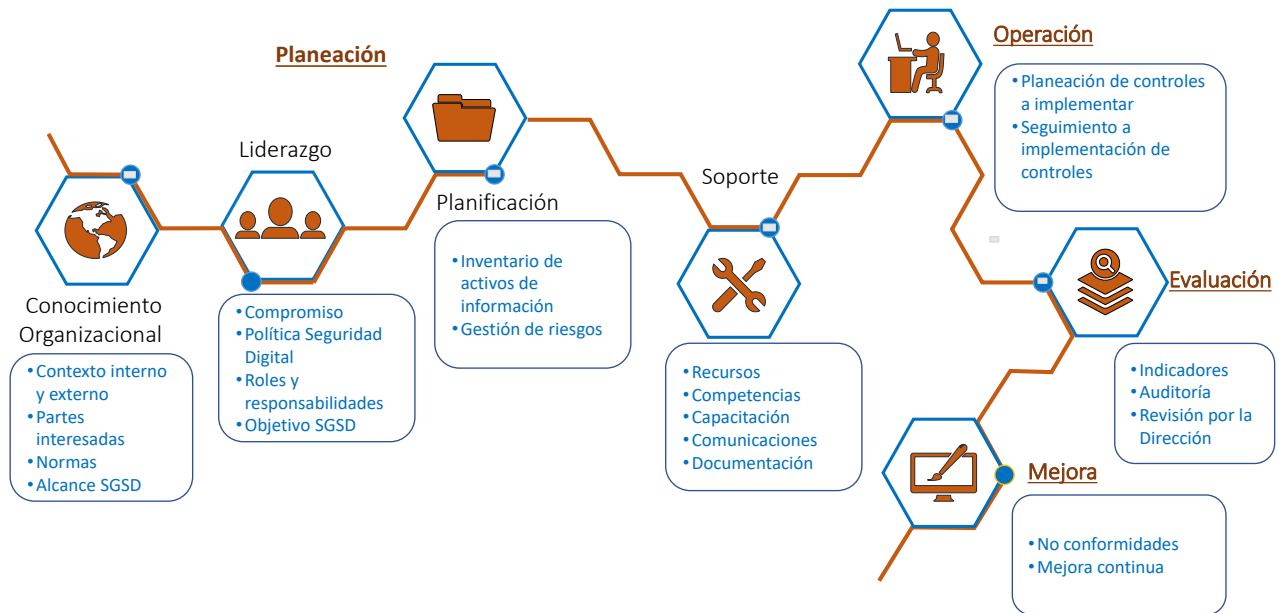 Planeación
Conocimiento
Organizacional
• Contexto interno
y externo
• Partes
interesadas
• Normas
• Alcance SGSD
Liderazgo
• Compromiso
• Política Seguridad
Digital
• Roles y
responsabilidades
• Objetivo SGSD
Planificación
• Inventario de
activos de
información
• Gestión de riesgos
Soporte
• Recursos
• Competencias
• Capacitación
• Comunicaciones
• Documentación
Operación
• Planeación de controles
a implementar
• Seguimiento a
implementación de
controles
Evaluación
• Indicadores
• Auditoría
• Revisión por la
Dirección
Mejora
• No conformidades
• Mejora continua